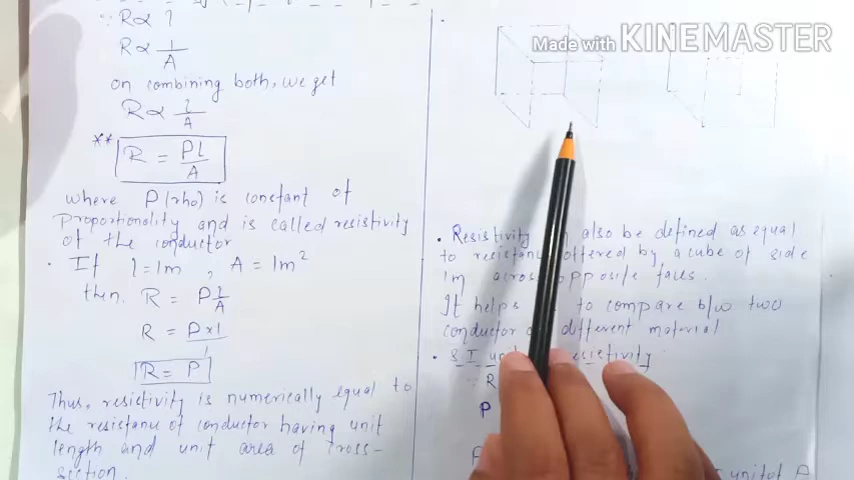 ∵ R∝ l
R∝ 1/A
on combining both, we get
R∝ l/A
** R = Pl/A
where P(rho) is constant of
proportionality and is called resistivity
of the conductor
• If l=1m , A = 1m²
then, R = P l/A
R = P×1/1
R = P
Thus, resistivity is numerically equal to
the resistance of conductor having unit
length and unit area of cross-
section.
Made with KINEMASTER
• Resistivity also be defined as equal
to resistance offered by a cube of side
1m across opposite faces.
It helps to compare b/w two
conductor of different material
• SI resistivity
∵ R
P
unit of P